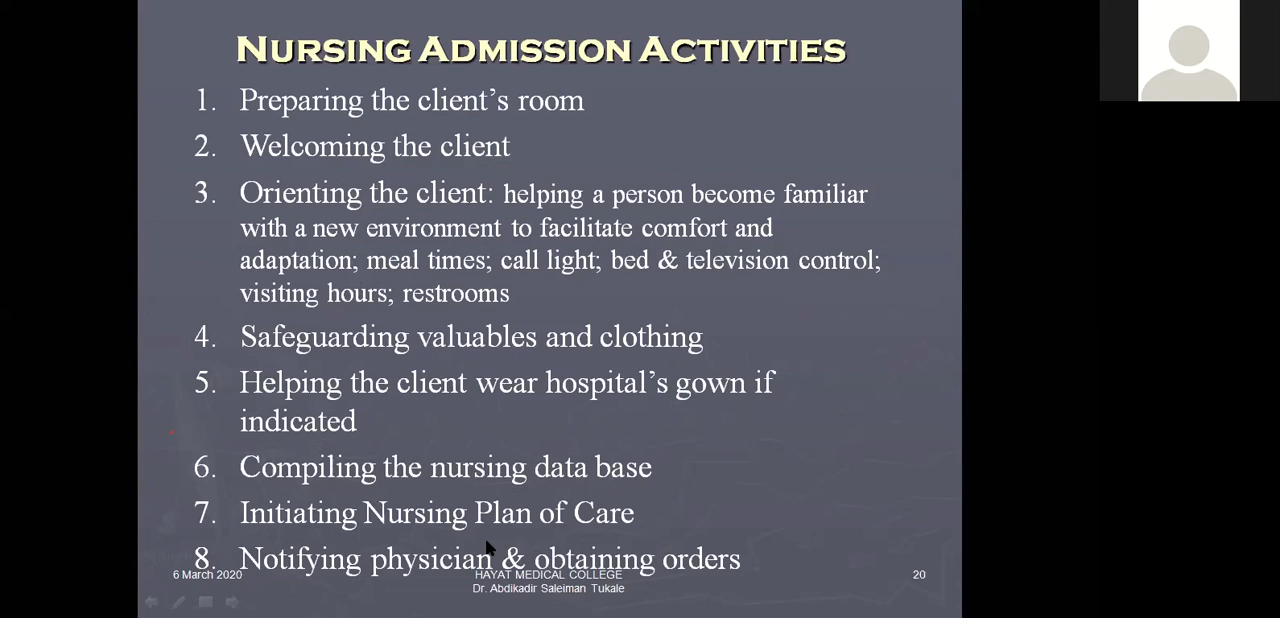 NURSING ADMISSION ACTIVITIES
1. Preparing the client’s room
2. Welcoming the client
3. Orienting the client: helping a person become familiar
with a new environment to facilitate comfort and
adaptation; meal times; call light; bed & television control;
visiting hours; restrooms
4. Safeguarding valuables and clothing
5. Helping the client wear hospital’s gown if
indicated
6. Compiling the nursing data base
7. Initiating Nursing Plan of Care
8. Notifying physician & obtaining orders
6 March 2020
HAYAT MEDICAL COLLEGE
Dr. Abdikadir Saleiman Tukale
20